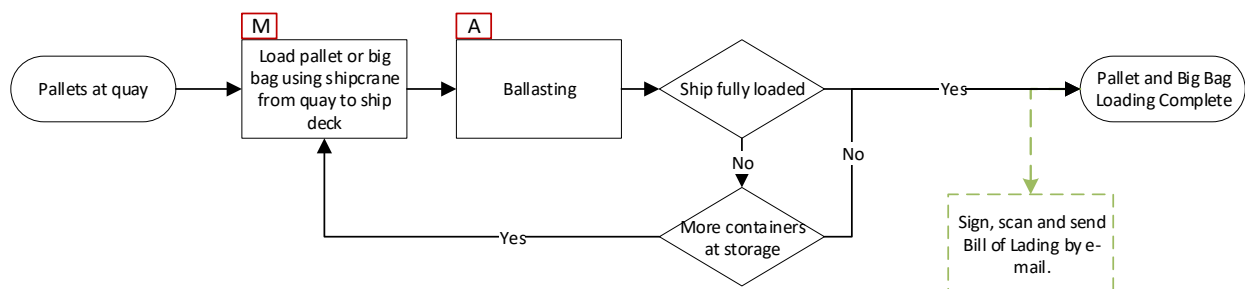 M
A
Pallets at quay
Load pallet or big
bag using shipcrane
from quay to ship
deck
Ballasting
Ship fully loaded
Yes
Pallet and Big Bag
Loading Complete
No
No
More containers
at storage
Yes
Sign, scan and send
Bill of Lading by e-
mail.